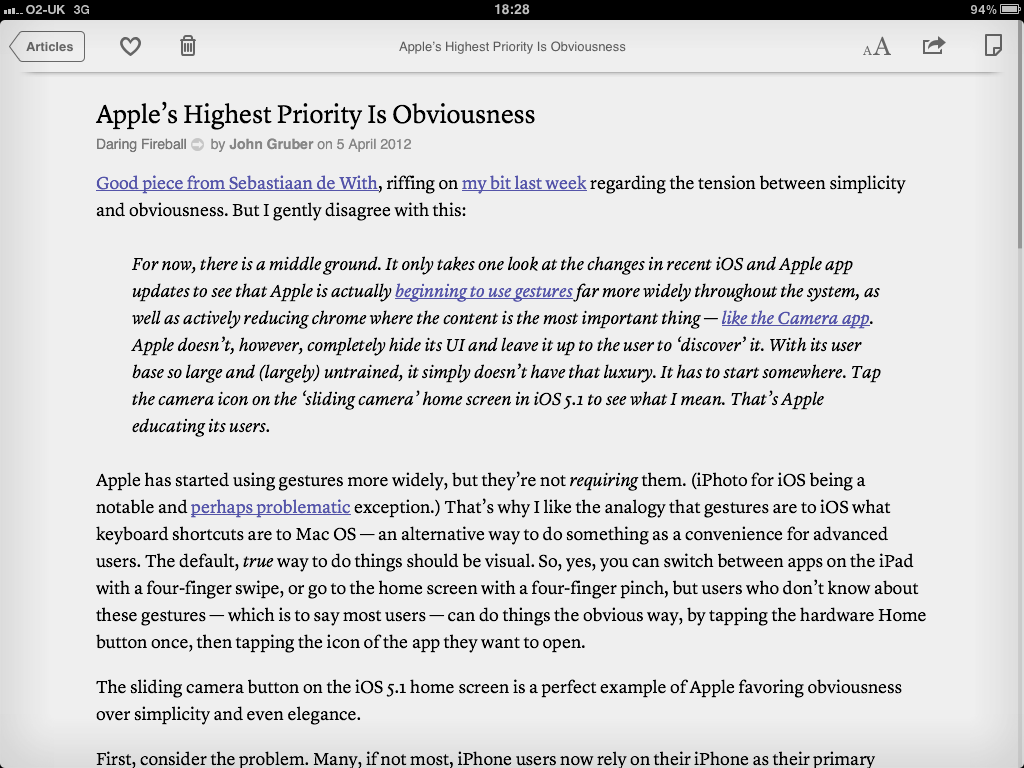 O2-UK 3G 18:28 94%
Articles Apple’s Highest Priority Is Obviousness AA
Apple’s Highest Priority Is Obviousness
Daring Fireball by John Gruber on 5 April 2012
Good piece from Sebastiaan de With, riffing on my bit last week regarding the tension between simplicity
and obviousness. But I gently disagree with this:
For now, there is a middle ground. It only takes one look at the changes in recent iOS and Apple app
updates to see that Apple is actually beginning to use gestures far more widely throughout the system, as
well as actively reducing chrome where the content is the most important thing — like the Camera app.
Apple doesn’t, however, completely hide its UI and leave it up to the user to ‘discover’ it. With its user
base so large and (largely) untrained, it simply doesn’t have that luxury. It has to start somewhere. Tap
the camera icon on the ‘sliding camera’ home screen in iOS 5.1 to see what I mean. That’s Apple
educating its users.
Apple has started using gestures more widely, but they’re not requiring them. (iPhoto for iOS being a
notable and perhaps problematic exception.) That’s why I like the analogy that gestures are to iOS what
keyboard shortcuts are to Mac OS — an alternative way to do something as a convenience for advanced
users. The default, true way to do things should be visual. So, yes, you can switch between apps on the iPad
with a four-finger swipe, or go to the home screen with a four-finger pinch, but users who don’t know about
these gestures — which is to say most users — can do things the obvious way, by tapping the hardware Home
button once, then tapping the icon of the app they want to open.
The sliding camera button on the iOS 5.1 home screen is a perfect example of Apple favoring obviousness
over simplicity and even elegance.
First, consider the problem. Many, if not most, iPhone users now rely on their iPhone as their primary